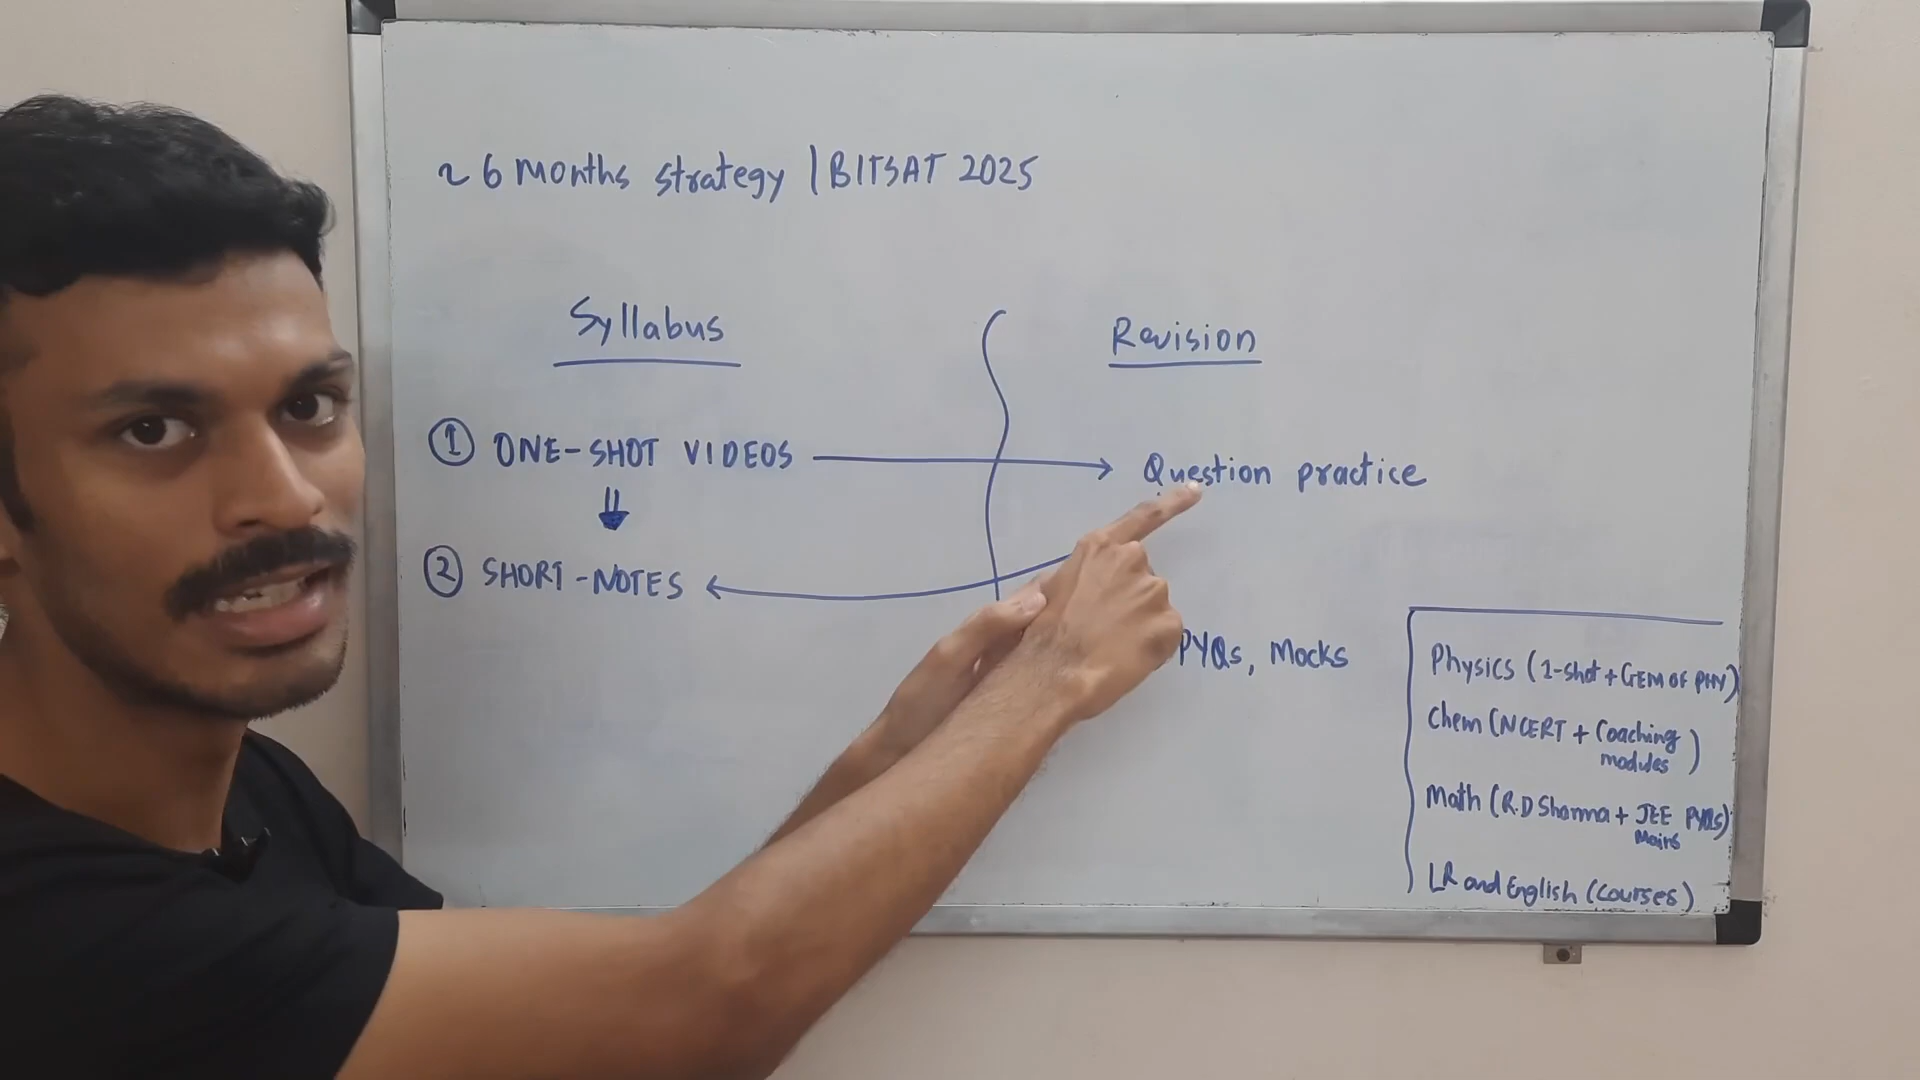 ~ 6 Months strategy | BITSAT 2025
Syllabus
① ONE-SHOT VIDEOS
② SHORT-NOTES
Revision
Question practice
PYQs, Mocks
Physics (1-shot + GEM OF PHY)
Chem (NCERT + Coaching modules)
Math (R.D Sharma + JEE Mains PYQs)
LR and English (courses)